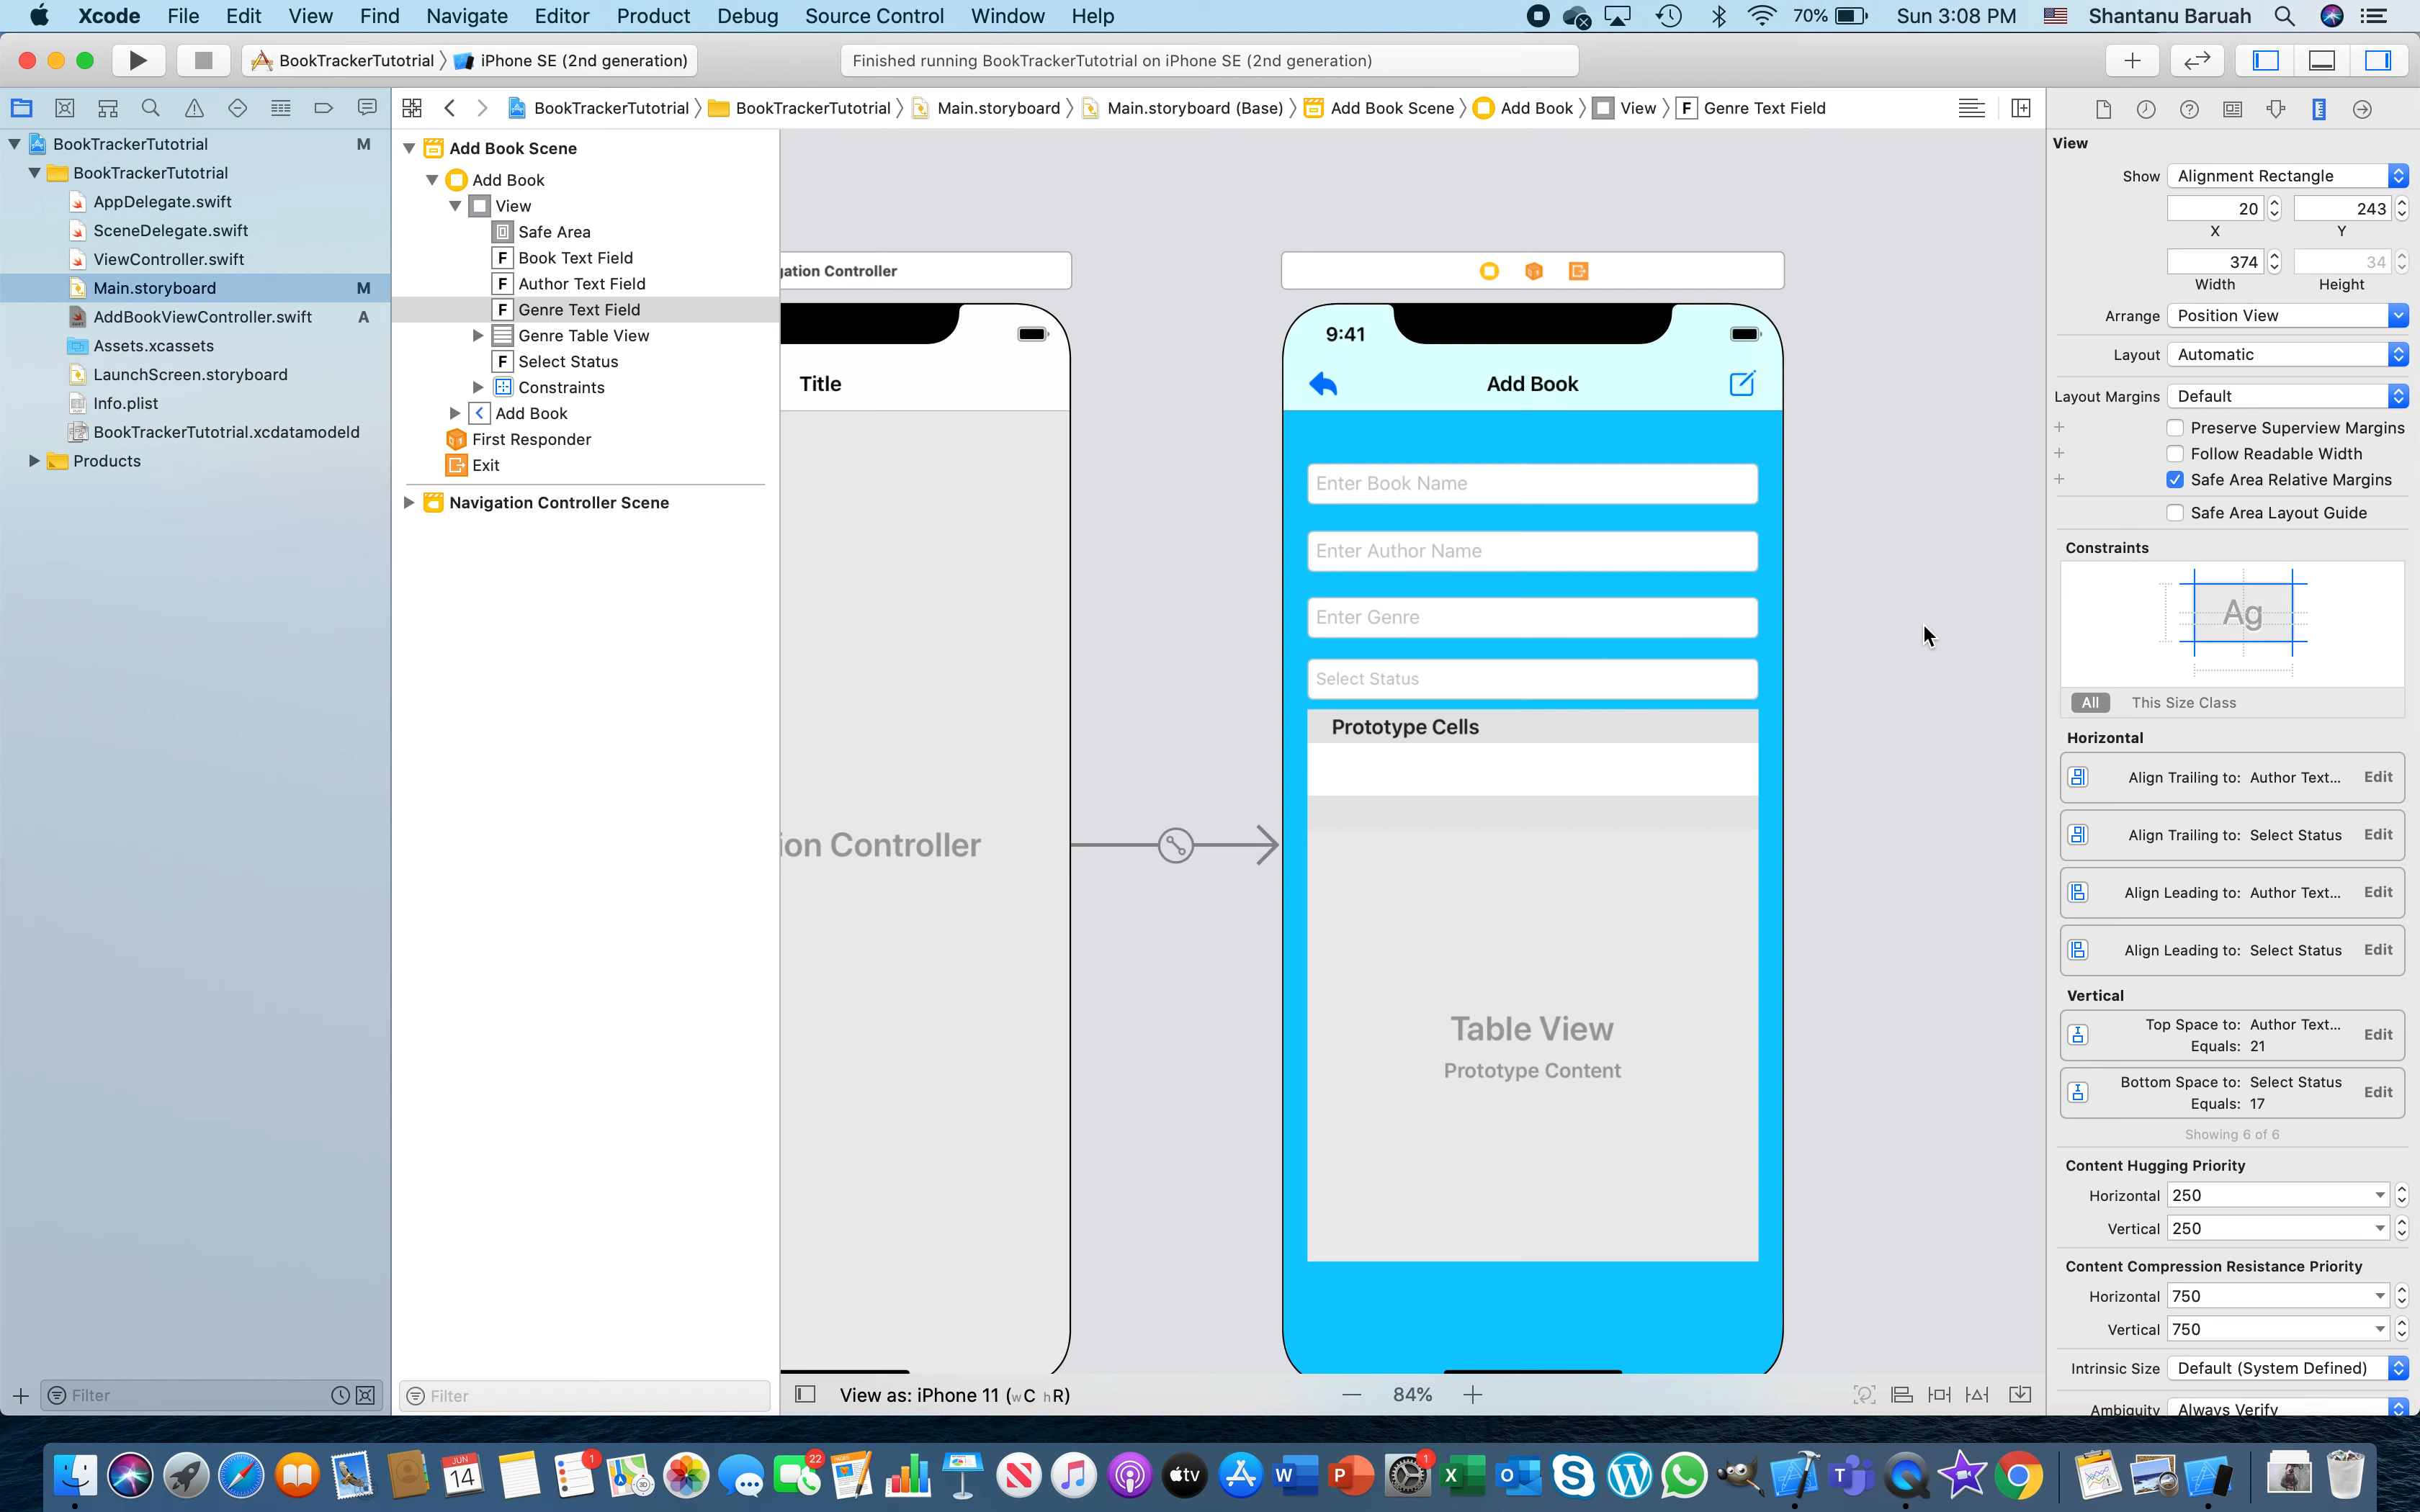 Xcode File Edit View Find Navigate Editor Product Debug Source Control Window Help 70% Sun 3:08 PM Shantanu Baruah
BookTrackerTutotrial iPhone SE (2nd generation)
Finished running BookTrackerTutotrial on iPhone SE (2nd generation)
BookTrackerTutotrial BookTrackerTutotrial Main.storyboard Main.storyboard (Base) Add Book Scene Add Book View F Genre Text Field
BookTrackerTutotrial M
BookTrackerTutotrial
AppDelegate.swift
SceneDelegate.swift
ViewController.swift
Main.storyboard M
AddBookViewController.swift A
Assets.xcassets
LaunchScreen.storyboard
Info.plist
BookTrackerTutotrial.xcdatamodeld
Products
Filter
Add Book Scene
Add Book
View
Safe Area
F Book Text Field
F Author Text Field
F Genre Text Field
Genre Table View
F Select Status
Constraints
Add Book
First Responder
Exit
Navigation Controller Scene
Filter
gation Controller
Title
ion Controller
9:41
Add Book
Enter Book Name
Enter Author Name
Enter Genre
Select Status
Prototype Cells
Table View
Prototype Content
View as: iPhone 11 (wC hR)
84%
View
Show Alignment Rectangle
20 243
X Y
374 34
Width Height
Arrange Position View
Layout Automatic
Layout Margins Default
Preserve Superview Margins
Follow Readable Width
Safe Area Relative Margins
Safe Area Layout Guide
Constraints
Ag
All This Size Class
Horizontal
Align Trailing to: Author Text... Edit
Align Trailing to: Select Status Edit
Align Leading to: Author Text... Edit
Align Leading to: Select Status Edit
Vertical
Top Space to: Author Text... Edit
Equals: 21
Bottom Space to: Select Status Edit
Equals: 17
Showing 6 of 6
Content Hugging Priority
Horizontal 250
Vertical 250
Content Compression Resistance Priority
Horizontal 750
Vertical 750
Intrinsic Size Default (System Defined)
Ambiguity Always Verify
JUN
14
1
22
tv
W
P
1
X
O
S
T